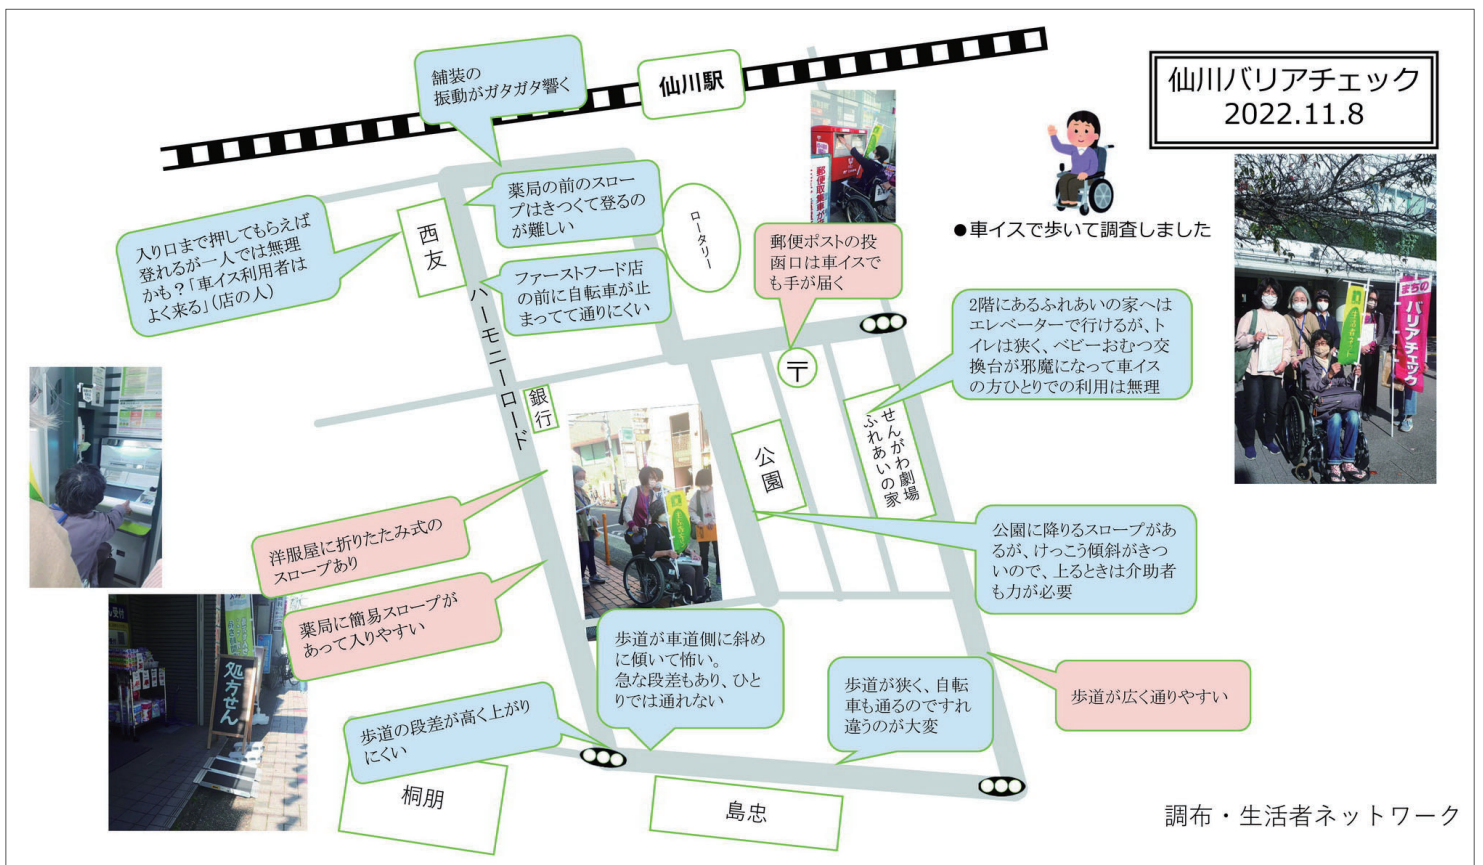 仙川バリアチェック
2022.11.8
仙川駅
舗装の
振動がガタガタ響く
薬局の前のスロー
プはきつくて登るの
が難しい
ロータリー
西友
入り口まで押してもらえば
登れるが一人では無理
かも?「車イス利用者は
よく来る」(店の人)
ファーストフード店
の前に自転車が止
まってて通りにくい
ハーモニーロード
郵便ポストの投
函口は車イスで
も手が届く
●車イスで歩いて調査しました
2階にあるふれあいの家へは
エレベーターで行けるが、ト
イレは狭く、ベビーおむつ交
換台が邪魔になって車イス
の方ひとりでの利用は無理
まちの
バリアチェック
〒
銀行
公園
せんがわ劇場
ふれあいの家
公園に降りるスロープがあ
るが、けっこう傾斜がきつ
いので、上るときは介助者
も力が必要
洋服屋に折りたたみ式の
スロープあり
薬局に簡易スロープが
あって入りやすい
処方せん
歩道が車道側に斜め
に傾いて怖い。
急な段差もあり、ひと
りでは通れない
歩道が狭く、自転
車も通るのですれ
違うのが大変
歩道が広く通りやすい
歩道の段差が高く上がり
にくい
桐朋
島忠
調布・生活者ネットワーク